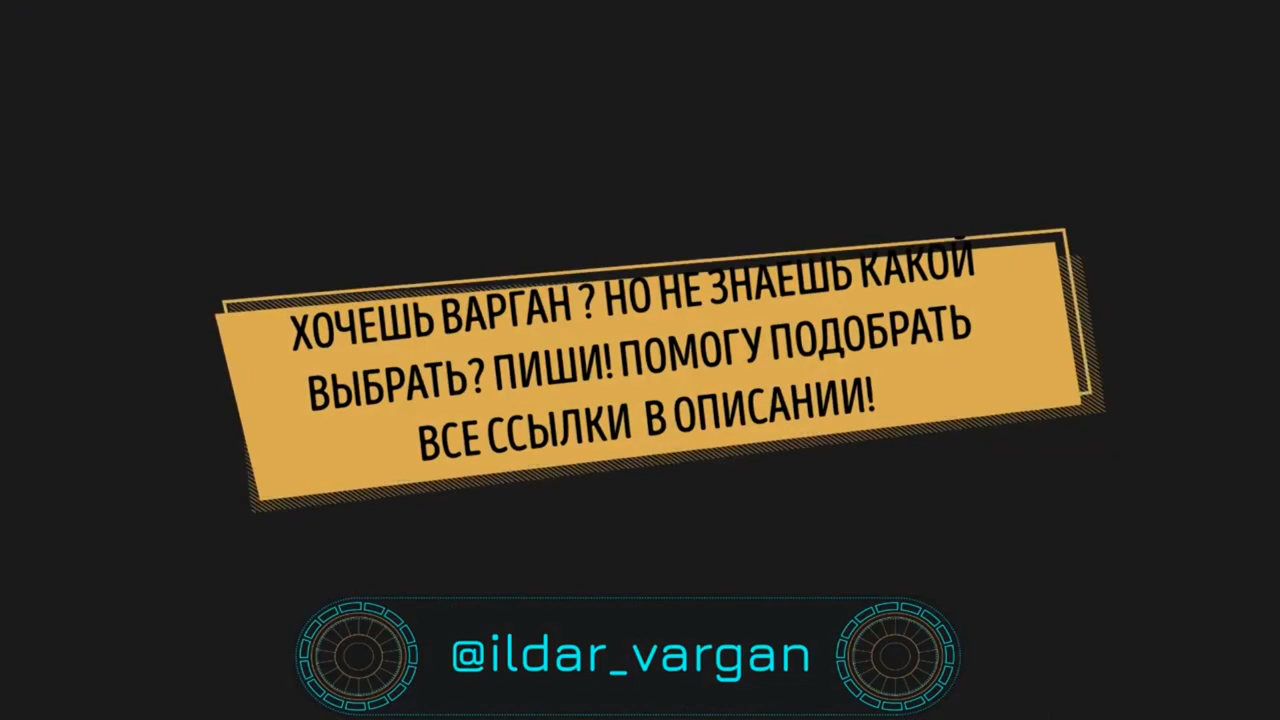 ХОЧЕШЬ ВАРГАН ? НО НЕ ЗНАЕШЬ КАКОЙ
ВЫБРАТЬ? ПИШИ! ПОМОГУ ПОДОБРАТЬ
ВСЕ ССЫЛКИ В ОПИСАНИИ!
@ildar_vargan